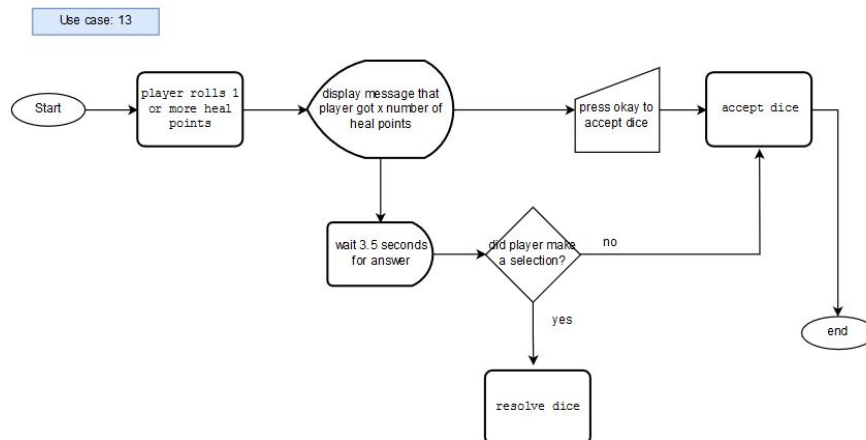 Use case: 13
Start
player rolls 1
or more heal
points
display message that
player got x number of
heal points
press okay to
accept dice
accept dice
wait 3.5 seconds
for answer
did player make
a selection?
no
yes
end
resolve dice